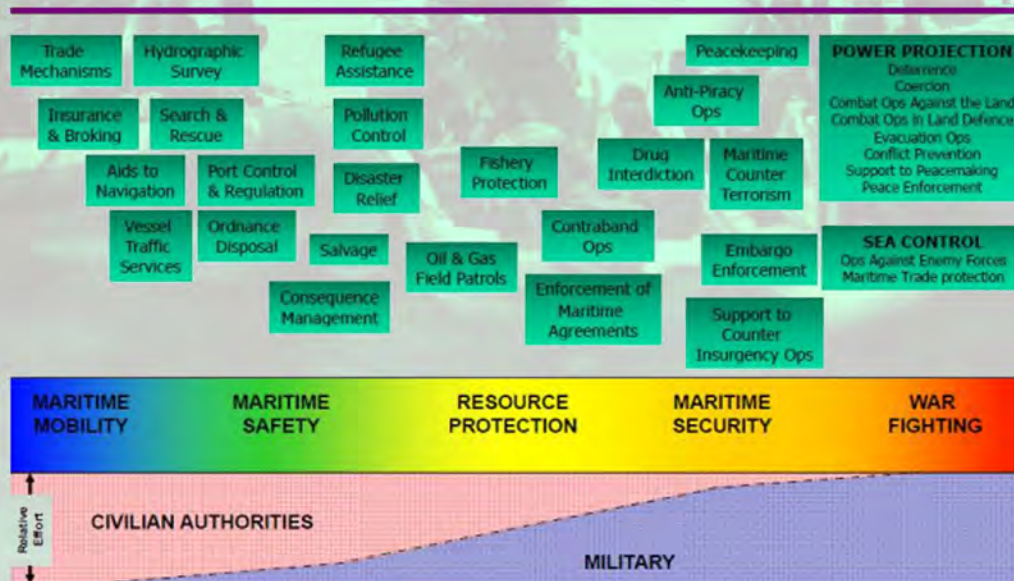 Trade
Mechanisms
Hydrographic
Survey
Refugee
Assistance
Peacekeeping
POWER PROJECTION
Deterrence
Coercion
Combat Ops Against the Land
Combat Ops in Land Defence
Evacuation Ops
Conflict Prevention
Support to Peacemaking
Peace Enforcement
Insurance
& Broking
Search &
Rescue
Pollution
Control
Anti-Piracy
Ops
Aids to
Navigation
Port Control
& Regulation
Disaster
Relief
Fishery
Protection
Drug
Interdiction
Maritime
Counter
Terrorism
Vessel
Traffic
Services
Ordnance
Disposal
Salvage
Oil & Gas
Field Patrols
Contraband
Ops
Embargo
Enforcement
SEA CONTROL
Ops Against Enemy Forces
Maritime Trade protection
Consequence
Management
Enforcement of
Maritime
Agreements
Support to
Counter
Insurgency Ops
MARITIME
MOBILITY
MARITIME
SAFETY
RESOURCE
PROTECTION
MARITIME
SECURITY
WAR
FIGHTING
Relative
Effort
CIVILIAN AUTHORITIES
MILITARY